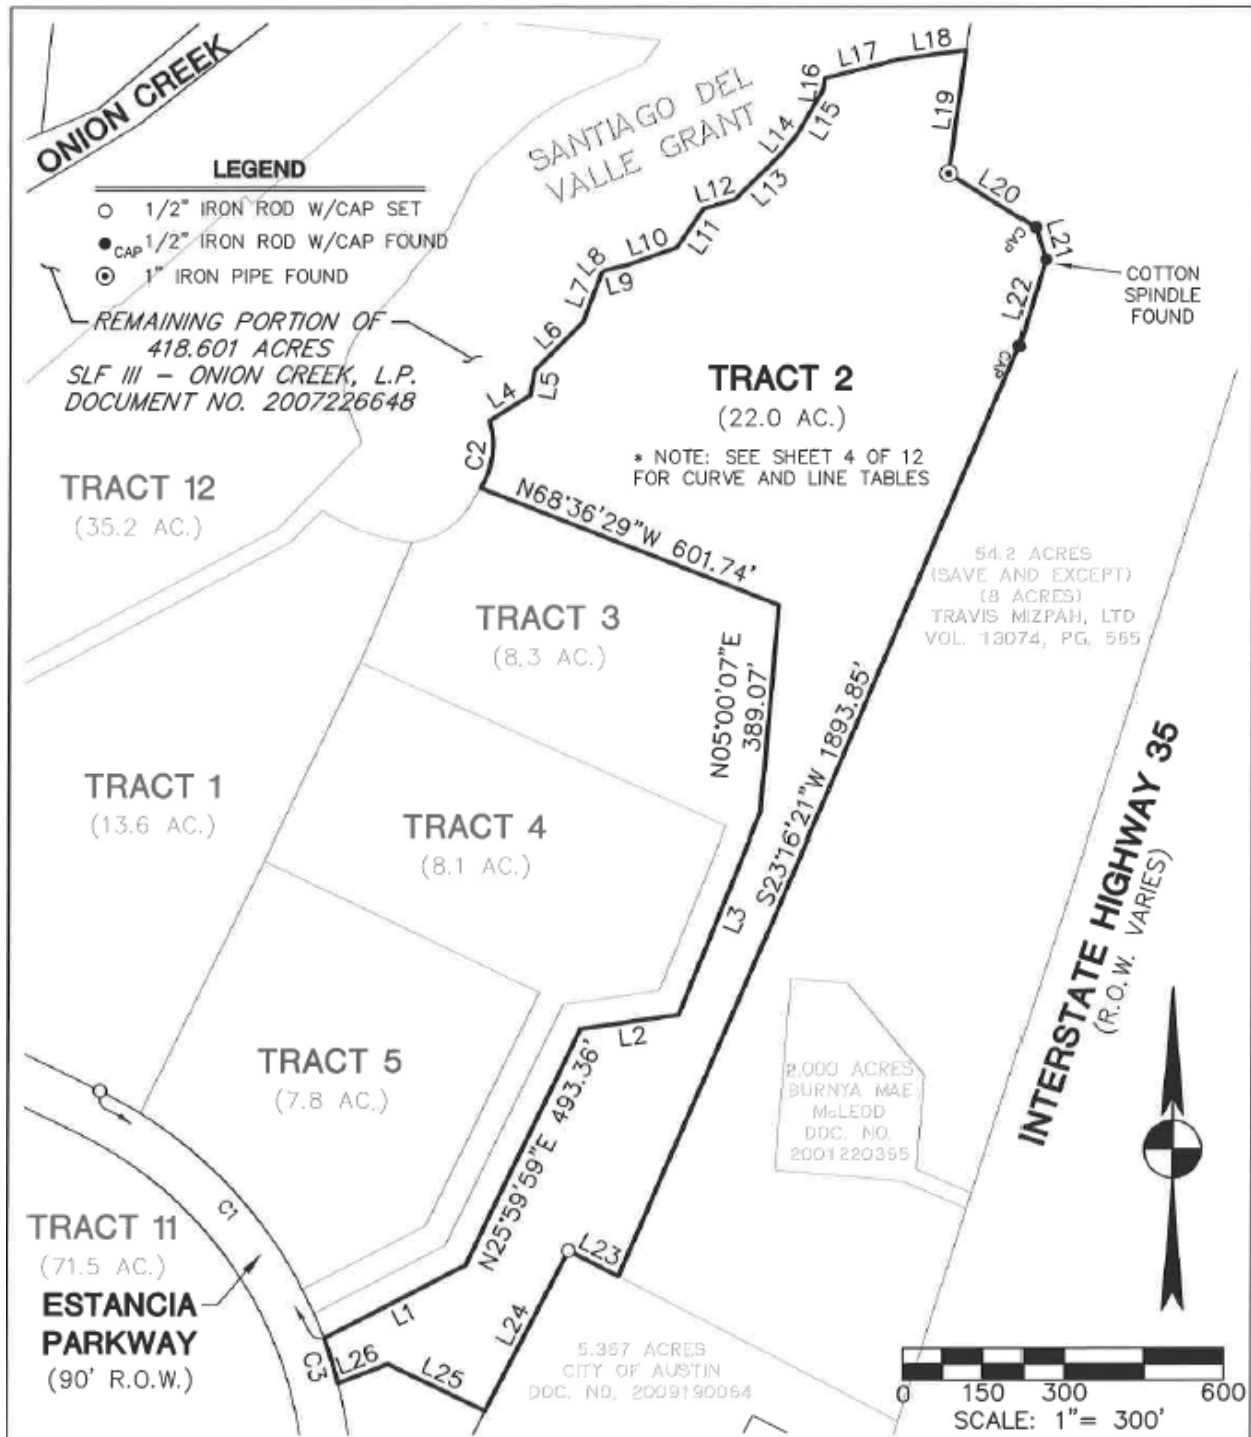 ONION CREEK
LEGEND
1/2" IRON ROD W/CAP SET
CAP 1/2" IRON ROD W/CAP FOUND
1" IRON PIPE FOUND
REMAINING PORTION OF
418.601 ACRES
SLF III – ONION CREEK, L.P.
DOCUMENT NO. 2007226648
SANTIAGO DEL
VALLE GRANT
L4
L5
L6
L7
L8
L9
L10
L11
L12
L13
L14
L15
L16
L17
L18
L19
L20
CAP
L21
COTTON
SPINDLE
FOUND
L22
CAP
C2
TRACT 2
(22.0 AC.)
* NOTE: SEE SHEET 4 OF 12
FOR CURVE AND LINE TABLES
TRACT 12
(35.2 AC.)
N68°36'29"W 601.74'
54.2 ACRES
(SAVE AND EXCEPT)
(8 ACRES)
TRAVIS MIZPAH, LTD
VOL. 13074, PG. 565
TRACT 3
(8.3 AC.)
N05°00'07"E
389.07'
S23°16'21"W 1893.85'
TRACT 1
(13.6 AC.)
TRACT 4
(8.1 AC.)
L3
INTERSTATE HIGHWAY 35
(R.O.W. VARIES)
L2
TRACT 5
(7.8 AC.)
N25°59'59"E 493.36'
2.000 ACRES
BURNYA MAE
McLEOD
DOC. NO.
2001220355
C1
TRACT 11
(71.5 AC.)
ESTANCIA
PARKWAY
(90' R.O.W.)
L1
L23
L24
C3
L26
L25
5.367 ACRES
CITY OF AUSTIN
DOC. NO. 2009190064
0 150 300 600
SCALE: 1"= 300'